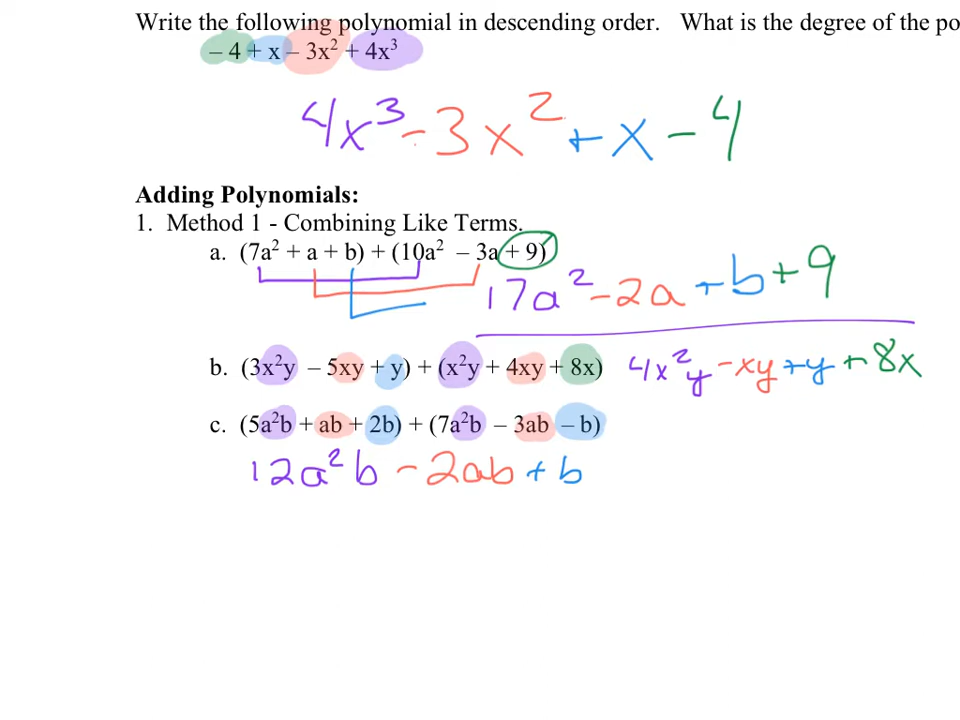 Write the following polynomial in descending order. What is the degree of the po
– 4 + x – 3x² + 4x³
4x³ - 3x² + x - 4
Adding Polynomials:
1. Method 1 - Combining Like Terms.
a. (7a² + a + b) + (10a² – 3a + 9)
17a² - 2a + b + 9
b. (3x²y – 5xy + y) + (x²y + 4xy + 8x) 4x²y - xy + y + 8x
c. (5a²b + ab + 2b) + (7a²b – 3ab – b)
12a²b - 2ab + b